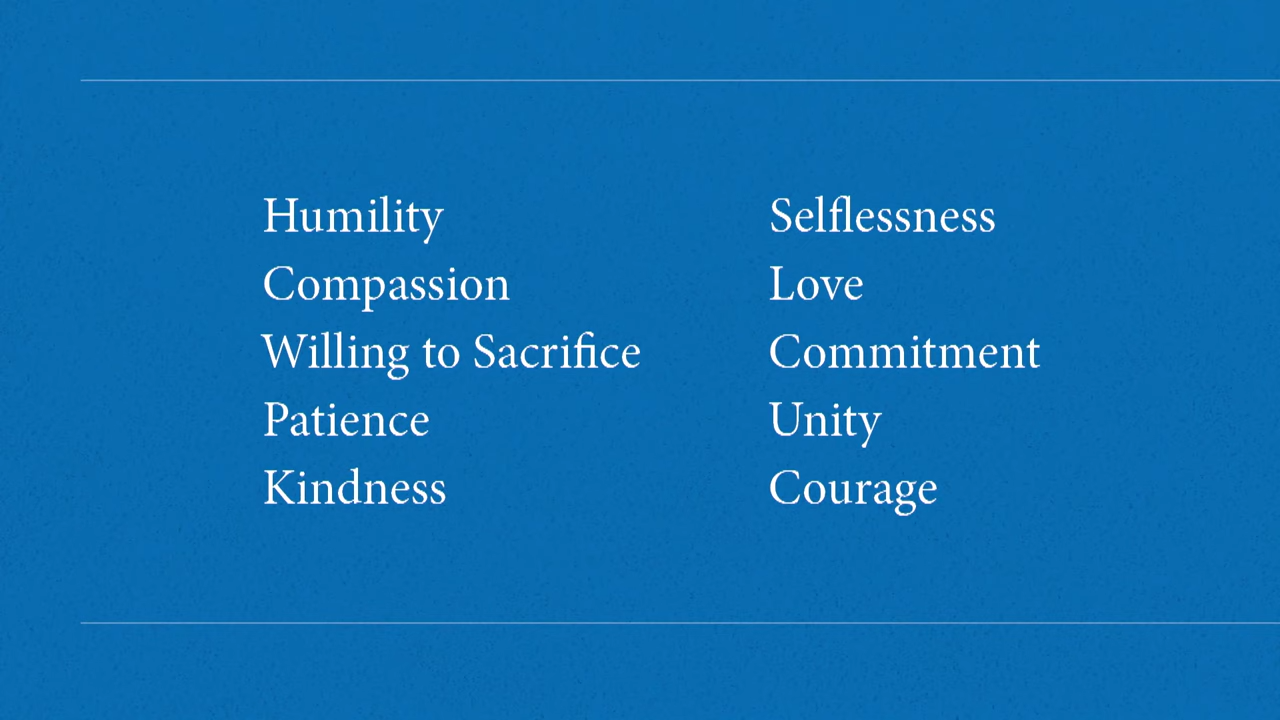 Humility
Compassion
Willing to Sacrifice
Patience
Kindness
Selflessness
Love
Commitment
Unity
Courage